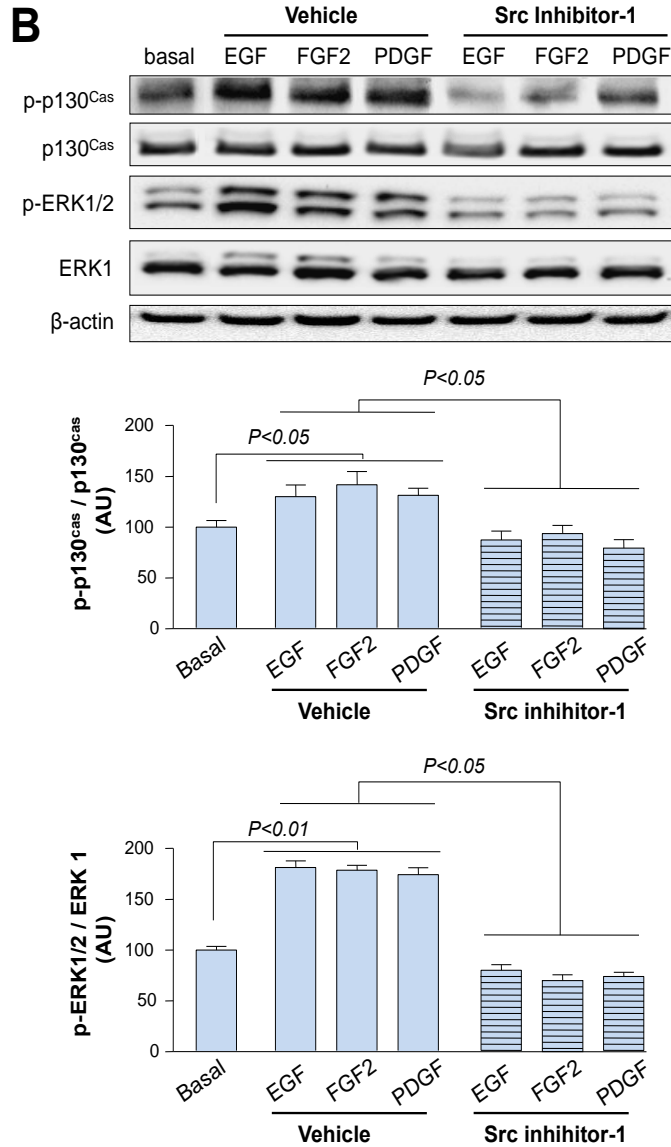 B
Vehicle Src Inhibitor-1
basal EGF FGF2 PDGF EGF FGF2 PDGF
p-p130Cas
p130Cas
p-ERK1/2
ERK1
β-actin
P<0.05
P<0.05
p-p130cas / p130cas
(AU)
200
150
100
50
0
Basal EGF FGF2 PDGF EGF FGF2 PDGF
Vehicle Src inhihitor-1
P<0.05
P<0.01
p-ERK1/2 / ERK 1
(AU)
200
150
100
50
0
Basal EGF FGF2 PDGF EGF FGF2 PDGF
Vehicle Src inhihitor-1